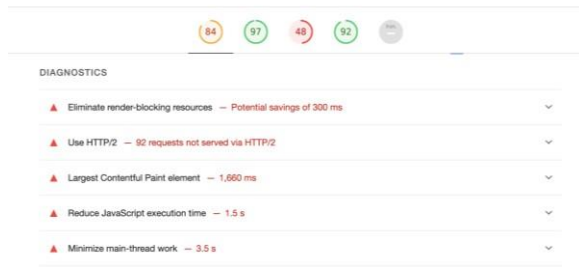 84 97 48 92
DIAGNOSTICS
Eliminate render-blocking resources — Potential savings of 300 ms
Use HTTP/2 — 92 requests not served via HTTP/2
Largest Contentful Paint element — 1,660 ms
Reduce JavaScript execution time — 1.5 s
Minimize main-thread work — 3.5 s